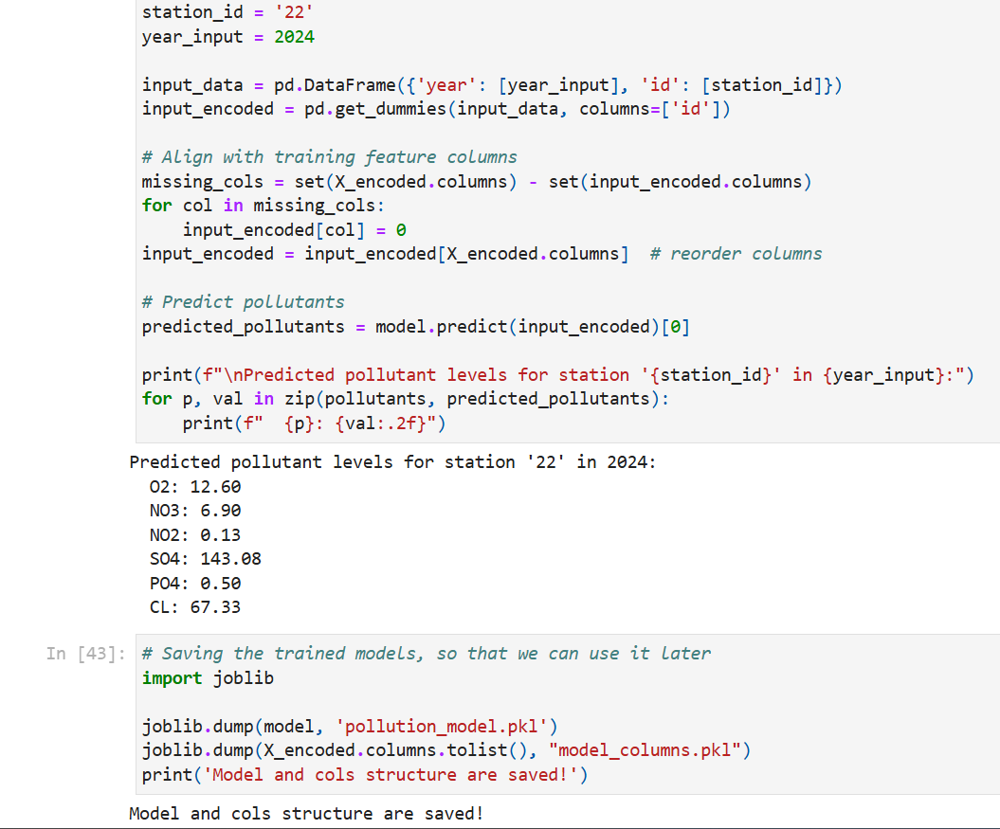 station_id = '22'
year_input = 2024
input_data = pd.DataFrame({'year': [year_input], 'id': [station_id]})
input_encoded = pd.get_dummies(input_data, columns=['id'])
# Align with training feature columns
missing_cols = set(X_encoded.columns) - set(input_encoded.columns)
for col in missing_cols:
    input_encoded[col] = 0
input_encoded = input_encoded[X_encoded.columns]  # reorder columns
# Predict pollutants
predicted_pollutants = model.predict(input_encoded)[0]
print(f"\nPredicted pollutant levels for station '{station_id}' in {year_input}:")
for p, val in zip(pollutants, predicted_pollutants):
    print(f"  {p}: {val:.2f}")
Predicted pollutant levels for station '22' in 2024:
  O2: 12.60
  NO3: 6.90
  NO2: 0.13
  SO4: 143.08
  PO4: 0.50
  CL: 67.33
In [43]: # Saving the trained models, so that we can use it later
import joblib
joblib.dump(model, 'pollution_model.pkl')
joblib.dump(X_encoded.columns.tolist(), "model_columns.pkl")
print('Model and cols structure are saved!')
Model and cols structure are saved!